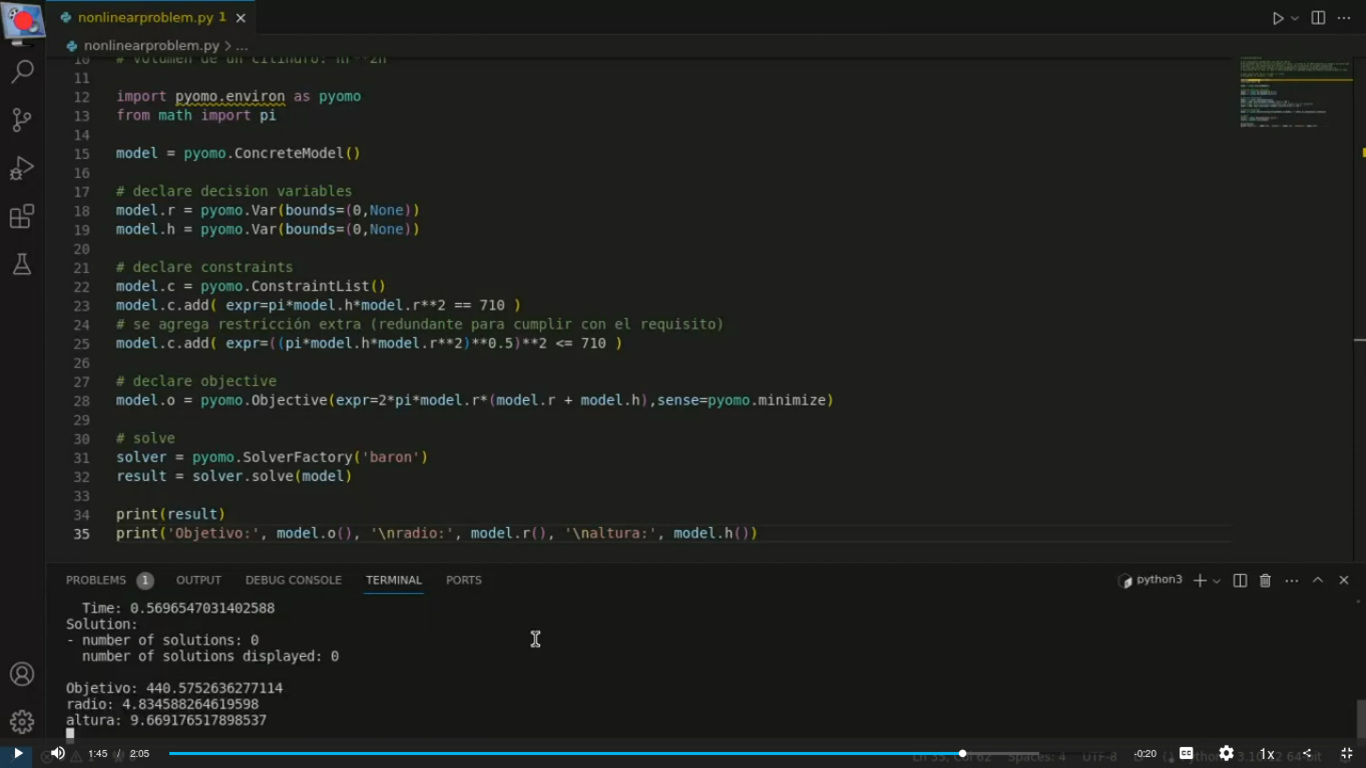 nonlinearproblem.py 1
nonlinearproblem.py > ...
10 # volumen de un cilindro:
11
12 import pyomo.environ as pyomo
13 from math import pi
14
15 model = pyomo.ConcreteModel()
16
17 # declare decision variables
18 model.r = pyomo.Var(bounds=(0,None))
19 model.h = pyomo.Var(bounds=(0,None))
20
21 # declare constraints
22 model.c = pyomo.ConstraintList()
23 model.c.add( expr=pi*model.h*model.r**2 == 710 )
24 # se agrega restricción extra (redundante para cumplir con el requisito)
25 model.c.add( expr=((pi*model.h*model.r**2)**0.5)**2 <= 710 )
26
27 # declare objective
28 model.o = pyomo.Objective(expr=2*pi*model.r*(model.r + model.h),sense=pyomo.minimize)
29
30 # solve
31 solver = pyomo.SolverFactory('baron')
32 result = solver.solve(model)
33
34 print(result)
35 print('Objetivo:', model.o(), '\nradio:', model.r(), '\naltura:', model.h())
PROBLEMS 1 OUTPUT DEBUG CONSOLE TERMINAL PORTS python3
Time: 0.5696547031402588
Solution:
- number of solutions: 0
number of solutions displayed: 0
Objetivo: 440.5752636277114
radio: 4.834588264619598
altura: 9.669176517898537
1:45 / 2:05 -0:20 CC 1x
Ln 35, Col 62 Spaces: 4 UTF-8